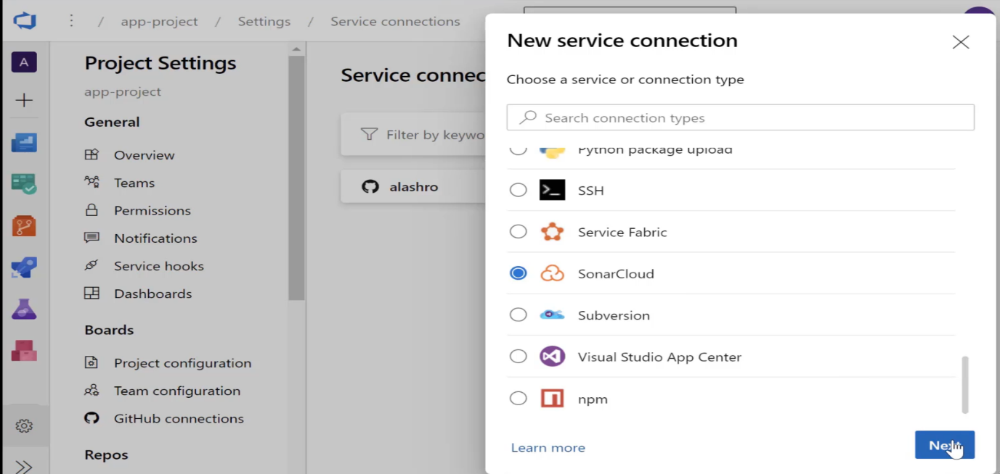 / app-project / Settings / Service connections
A
Project Settings
app-project
General
Overview
Teams
Permissions
Notifications
Service hooks
Dashboards
Boards
Project configuration
Team configuration
GitHub connections
Repos
Service connec
Filter by keywo
alashro
New service connection
Choose a service or connection type
Search connection types
Python package upload
SSH
Service Fabric
SonarCloud
Subversion
Visual Studio App Center
npm
Learn more
Next